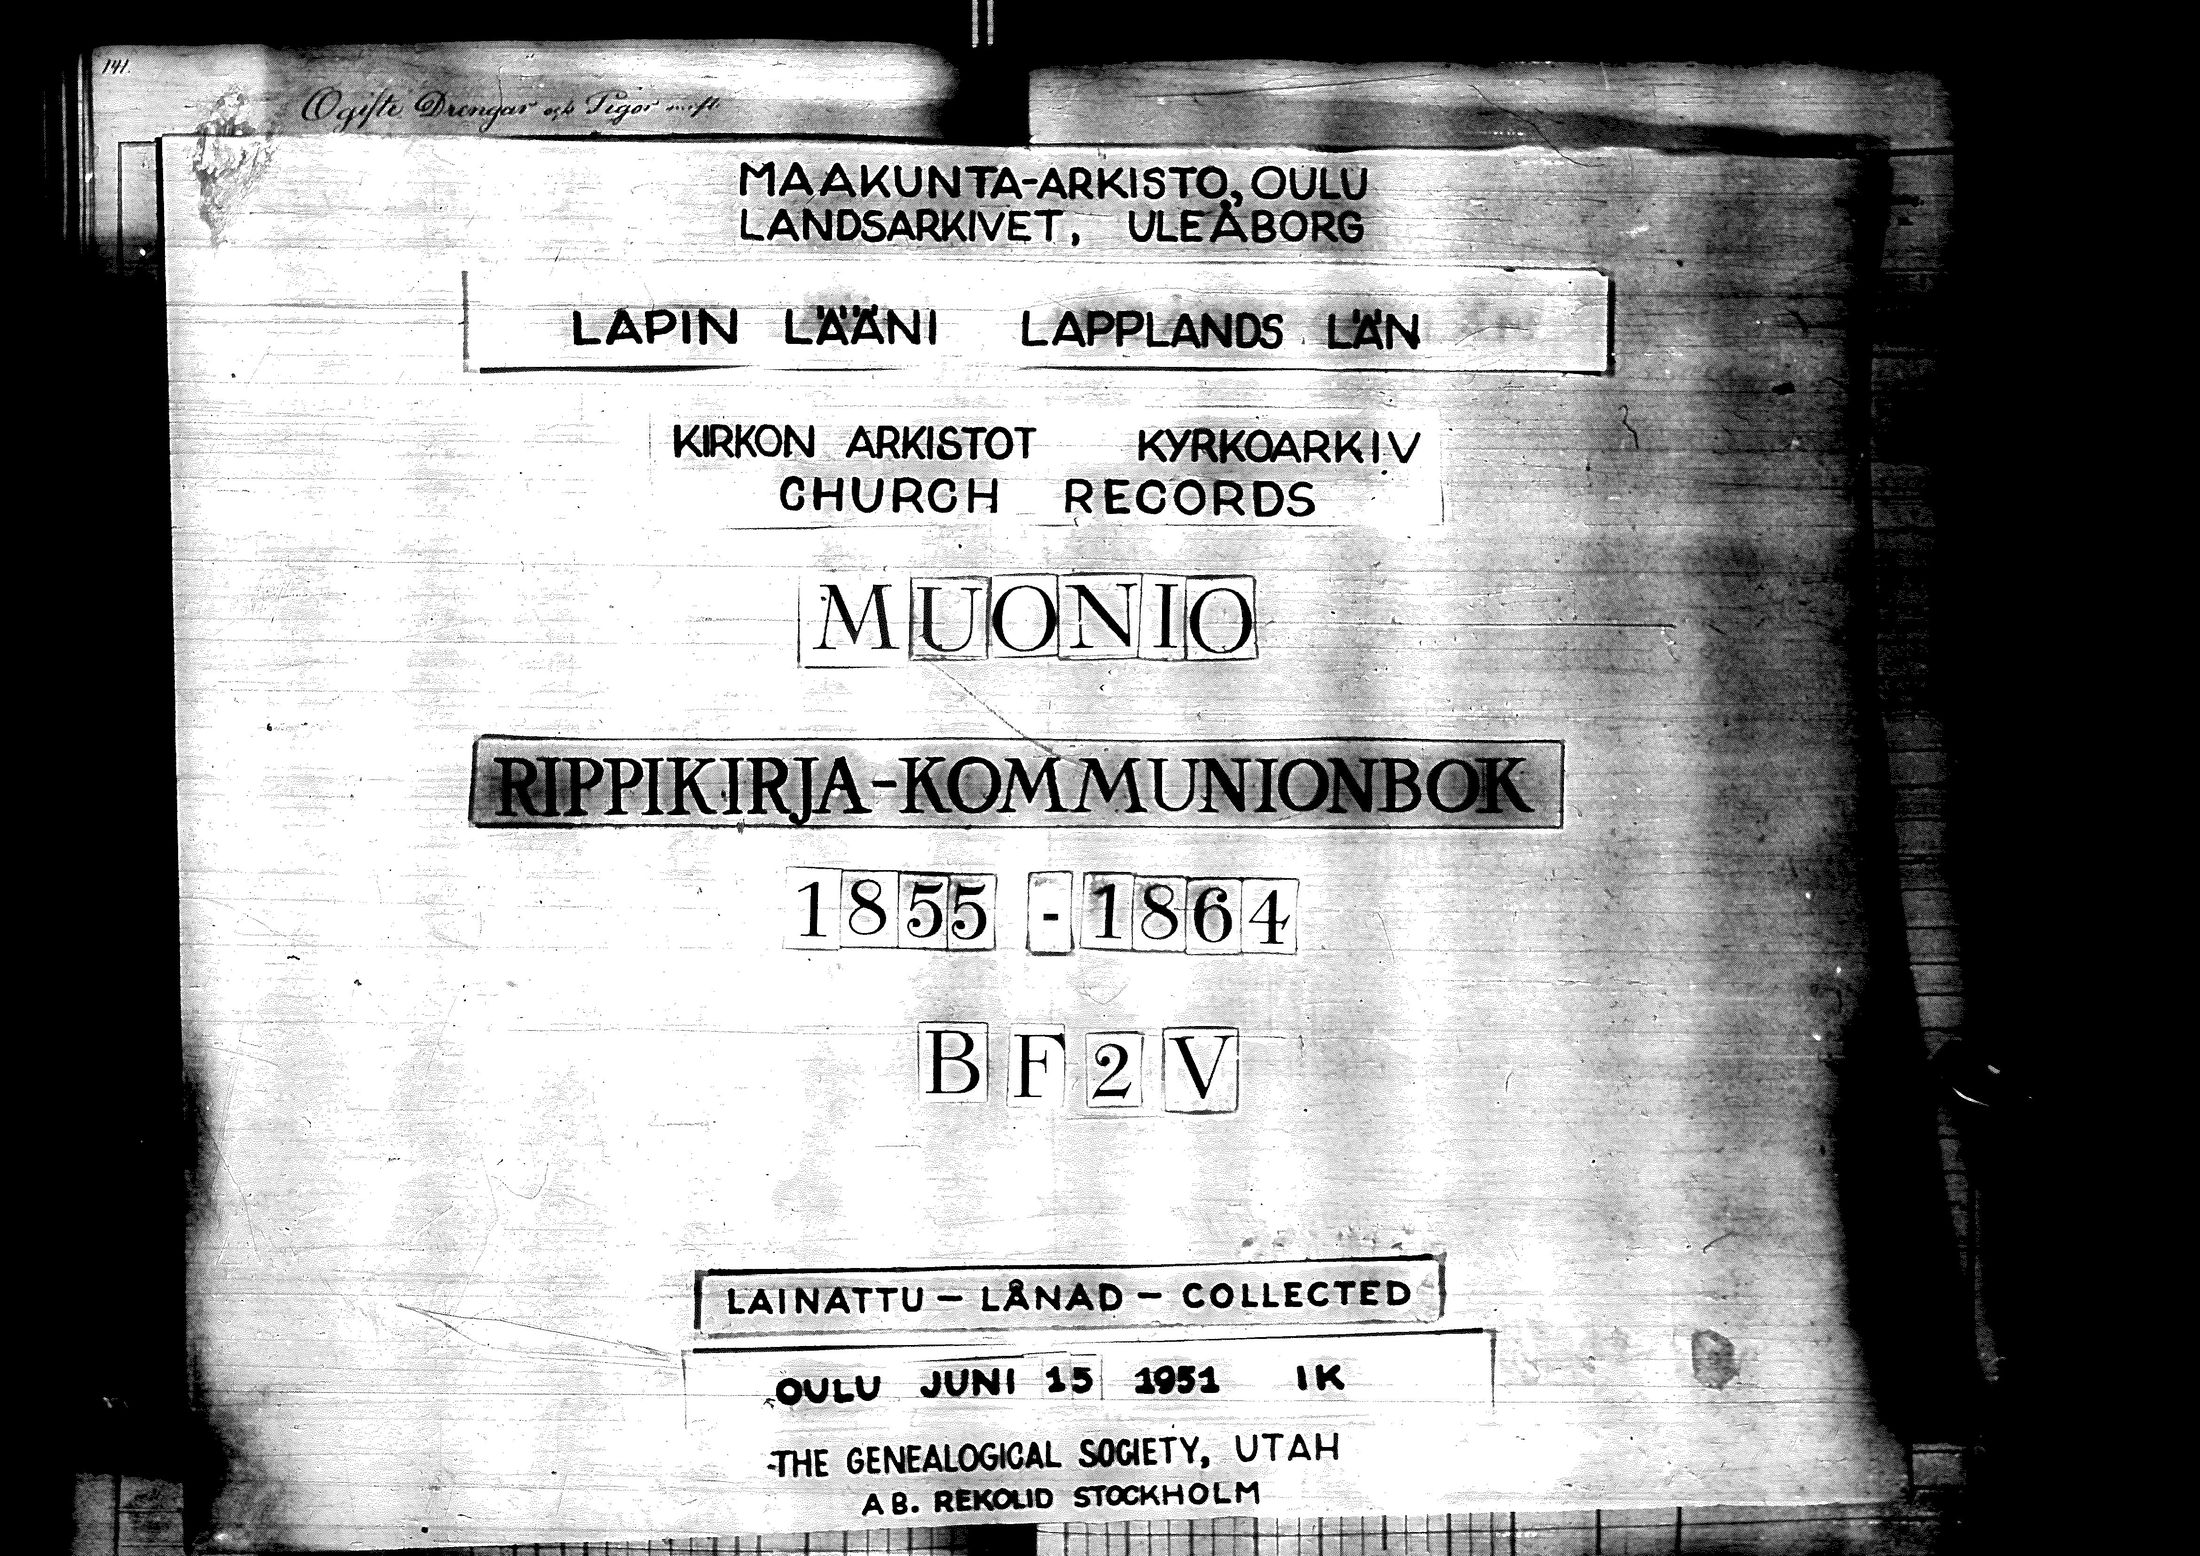 141.
Ogifte Drengar och Pigor
MAAKUNTA-ARKISTO, OULU
LANDSARKIVET, ULEÅBORG
LAPIN LÄÄNI LAPPLANDS LÄN
KIRKON ARKISTOT KYRKOARKIV
CHURCH RECORDS
MUONIO
RIPPIKIRJA-KOMMUNIONBOK
1855 - 1864
B F 2 V
LAINATTU - LÅNAD - COLLECTED
OULU JUNI 15 1951 IK
THE GENEALOGICAL SOCIETY, UTAH
AB. REKOLID STOCKHOLM